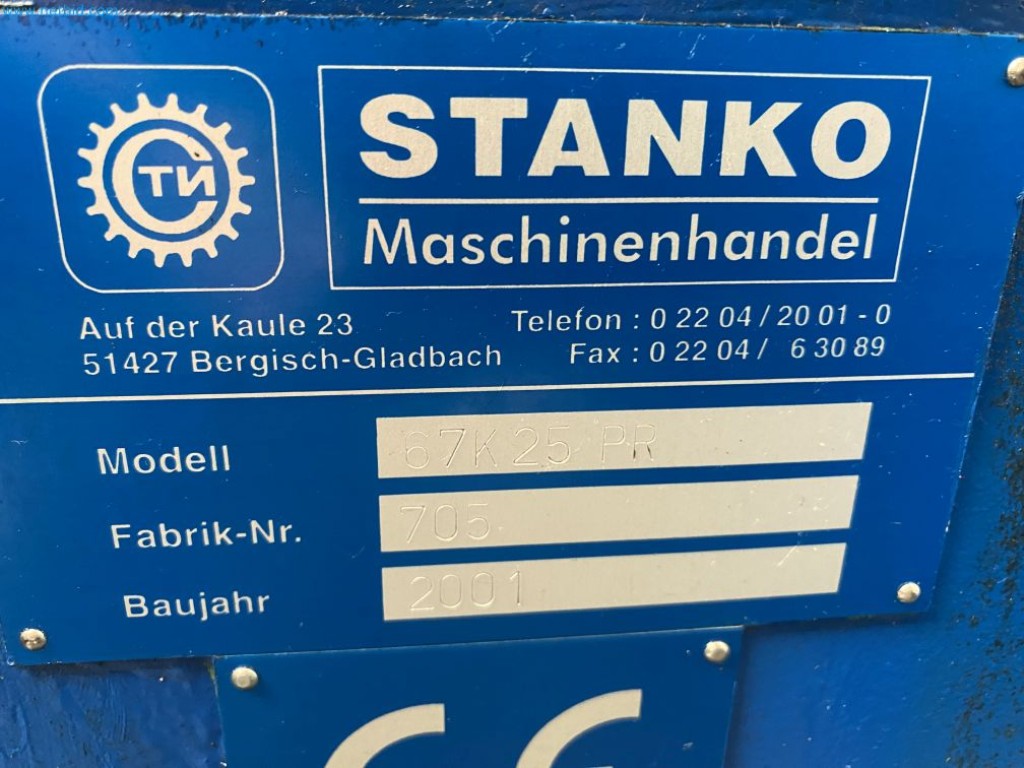 СТИ
STANKO
Maschinenhandel
Auf der Kaule 23
51427 Bergisch-Gladbach
Telefon : 0 22 04 / 20 01 - 0
Fax : 0 22 04 / 6 30 89
Modell 67K25 PR
Fabrik-Nr. 705
Baujahr 2001
CE